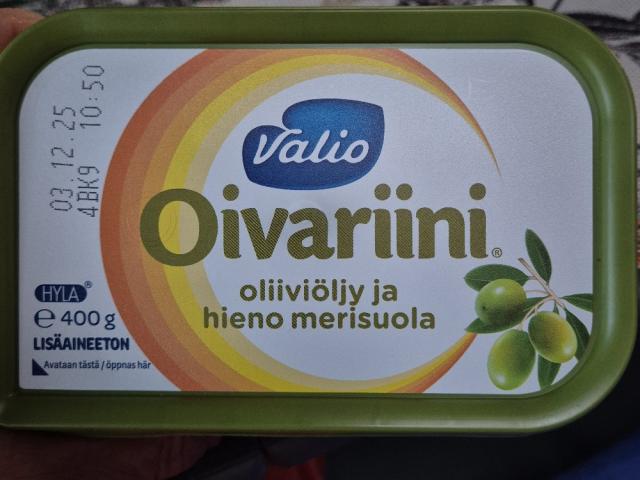 03.12.25
4BK9 10:50
Valio
Oivariini®
oliiviöljy ja
hieno merisuola
HYLA®
℮ 400 g
LISÄAINEETON
Avataan tästä / öppnas här